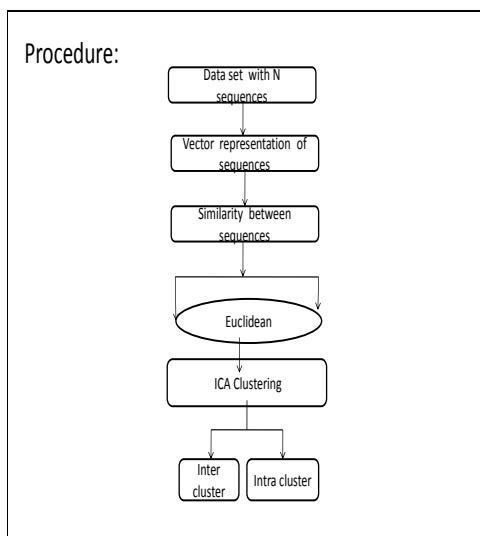 Procedure:
Data set with N
sequences
Vector representation of
sequences
Similarity between
sequences
Euclidean
ICA Clustering
Inter
cluster
Intra cluster